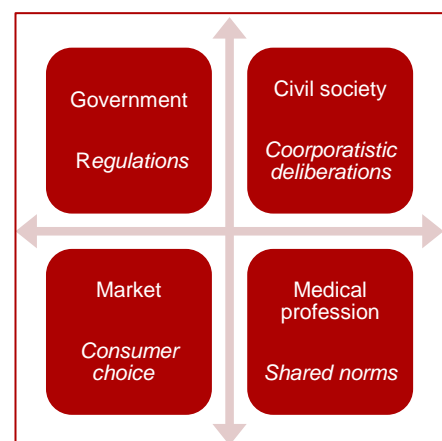 Government
Regulations
Civil society
Coorporatistic
deliberations
Market
Consumer
choice
Medical
profession
Shared norms